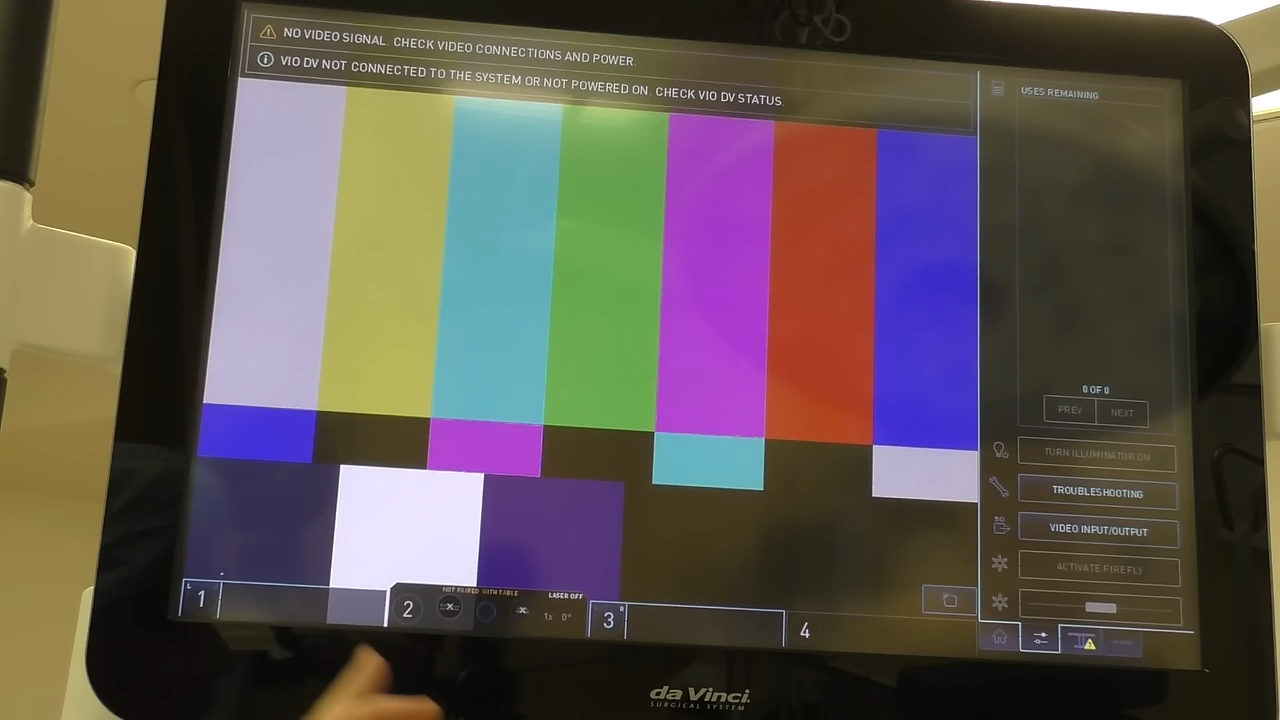 NO VIDEO SIGNAL. CHECK VIDEO CONNECTIONS AND POWER.
VIO DV NOT CONNECTED TO THE SYSTEM OR NOT POWERED ON. CHECK VIO DV STATUS.
USES REMAINING
0 OF 0
PREV NEXT
TURN ILLUMINATOR ON
TROUBLESHOOTING
VIDEO INPUT/OUTPUT
ACTIVATE FIREFLY
L 1
NOT PAIRED WITH TABLE
LASER OFF
2
1x 0°
3 R
4
da Vinci.
SURGICAL SYSTEM